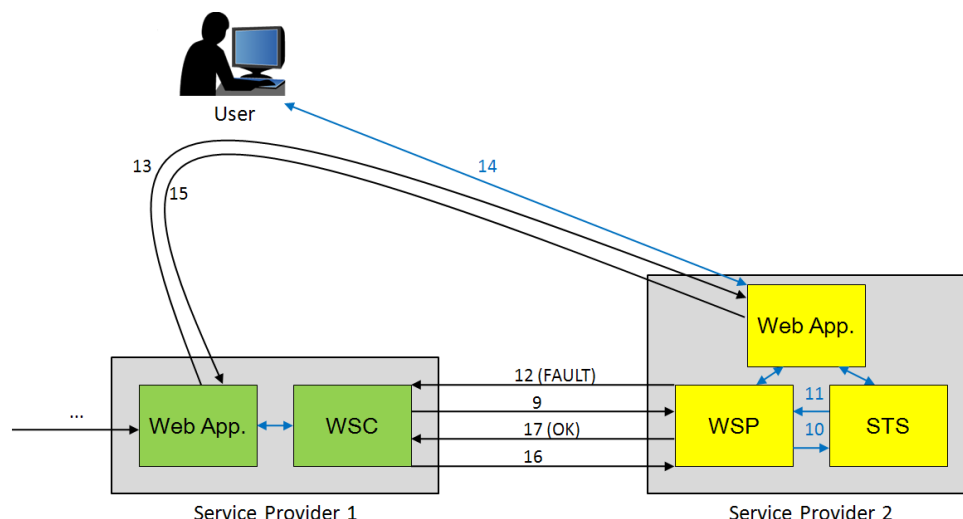 User
13
15
14
Web App.
...
Web App.
WSC
12 (FAULT)
9
17 (OK)
16
WSP
11
10
STS
Service Provider 1
Service Provider 2